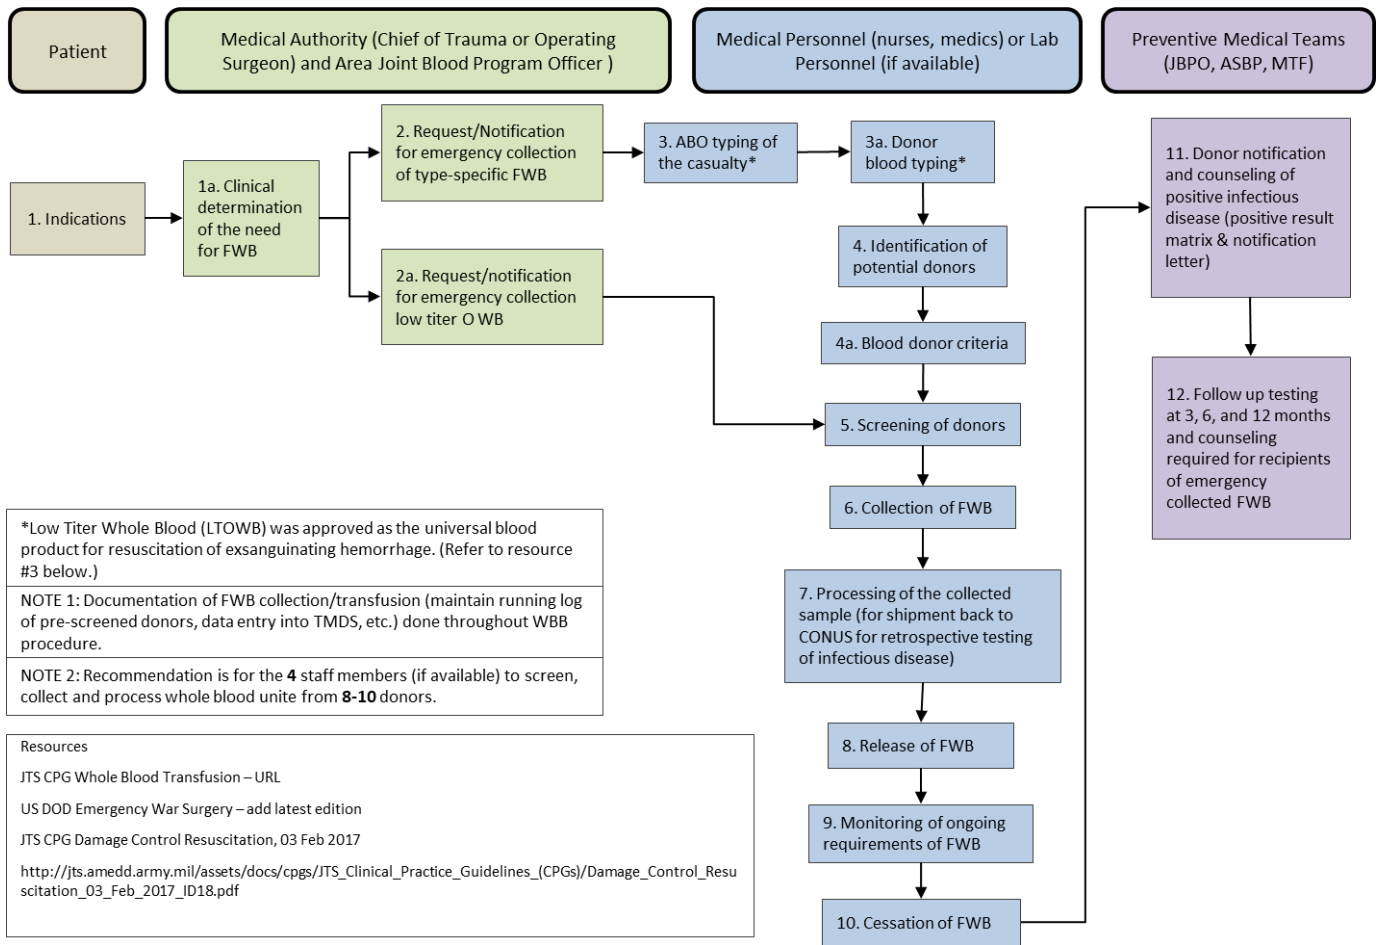 Patient
Medical Authority (Chief of Trauma or Operating
Surgeon) and Area Joint Blood Program Officer )
Medical Personnel (nurses, medics) or Lab
Personnel (if available)
Preventive Medical Teams
(JBPO, ASBP, MTF)
1. Indications
1a. Clinical
determination
of the need
for FWB
2. Request/Notification
for emergency collection
of type-specific FWB
2a. Request/notification
for emergency collection
low titer O WB
3. ABO typing of
the casualty*
3a. Donor
blood typing*
4. Identification of
potential donors
4a. Blood donor criteria
5. Screening of donors
6. Collection of FWB
7. Processing of the collected
sample (for shipment back to
CONUS for retrospective testing
of infectious disease)
8. Release of FWB
9. Monitoring of ongoing
requirements of FWB
10. Cessation of FWB
11. Donor notification
and counseling of
positive infectious
disease (positive result
matrix & notification
letter)
12. Follow up testing
at 3, 6, and 12 months
and counseling
required for recipients
of emergency
collected FWB
*Low Titer Whole Blood (LTOWB) was approved as the universal blood
product for resuscitation of exsanguinating hemorrhage. (Refer to resource
#3 below.)
NOTE 1: Documentation of FWB collection/transfusion (maintain running log
of pre-screened donors, data entry into TMDS, etc.) done throughout WBB
procedure.
NOTE 2: Recommendation is for the 4 staff members (if available) to screen,
collect and process whole blood unite from 8-10 donors.
Resources
JTS CPG Whole Blood Transfusion – URL
US DOD Emergency War Surgery – add latest edition
JTS CPG Damage Control Resuscitation, 03 Feb 2017
http://jts.amedd.army.mil/assets/docs/cpgs/JTS_Clinical_Practice_Guidelines_(CPGs)/Damage_Control_Resu
scitation_03_Feb_2017_ID18.pdf